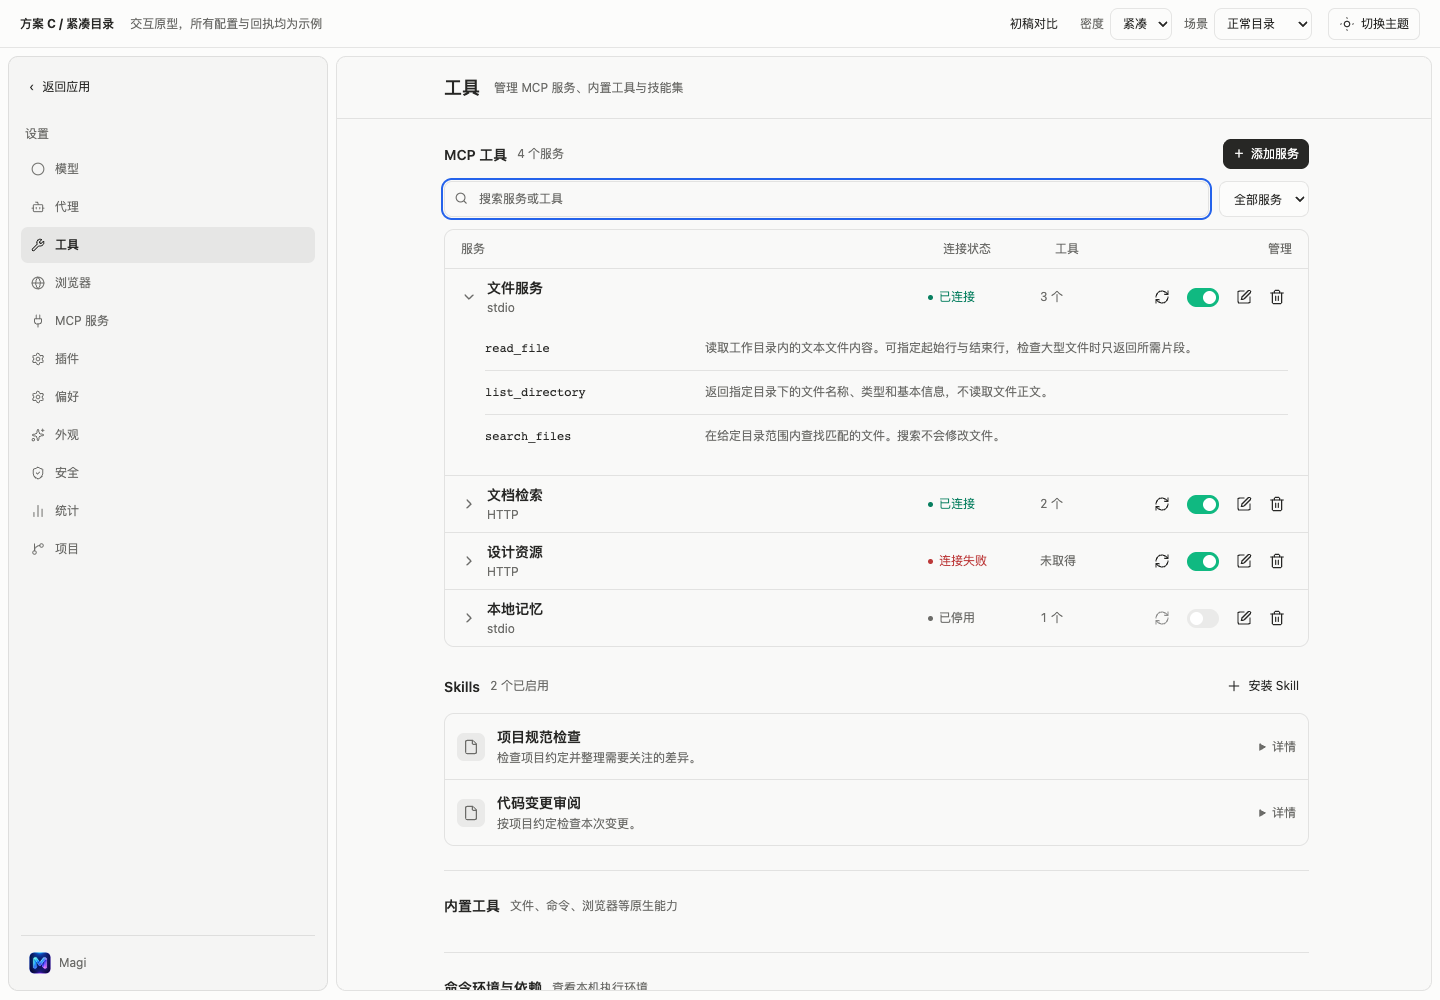 方案 C / 紧凑目录 交互原型，所有配置与回执均为示例 初稿对比 密度 紧凑 场景 正常目录 切换主题
‹ 返回应用
设置
模型
代理
工具
浏览器
MCP 服务
插件
偏好
外观
安全
统计
项目
Magi
工具 管理 MCP 服务、内置工具与技能集
MCP 工具 4 个服务 + 添加服务
搜索服务或工具 全部服务
服务 连接状态 工具 管理
文件服务
stdio
已连接 3 个
read_file 读取工作目录内的文本文件内容。可指定起始行与结束行，检查大型文件时只返回所需片段。
list_directory 返回指定目录下的文件名称、类型和基本信息，不读取文件正文。
search_files 在给定目录范围内查找匹配的文件。搜索不会修改文件。
文档检索
HTTP
已连接 2 个
设计资源
HTTP
连接失败 未取得
本地记忆
stdio
已停用 1 个
Skills 2 个已启用 + 安装 Skill
项目规范检查
检查项目约定并整理需要关注的差异。
详情
代码变更审阅
按项目约定检查本次变更。
详情
内置工具 文件、命令、浏览器等原生能力
命令环境与依赖 查看本机执行环境